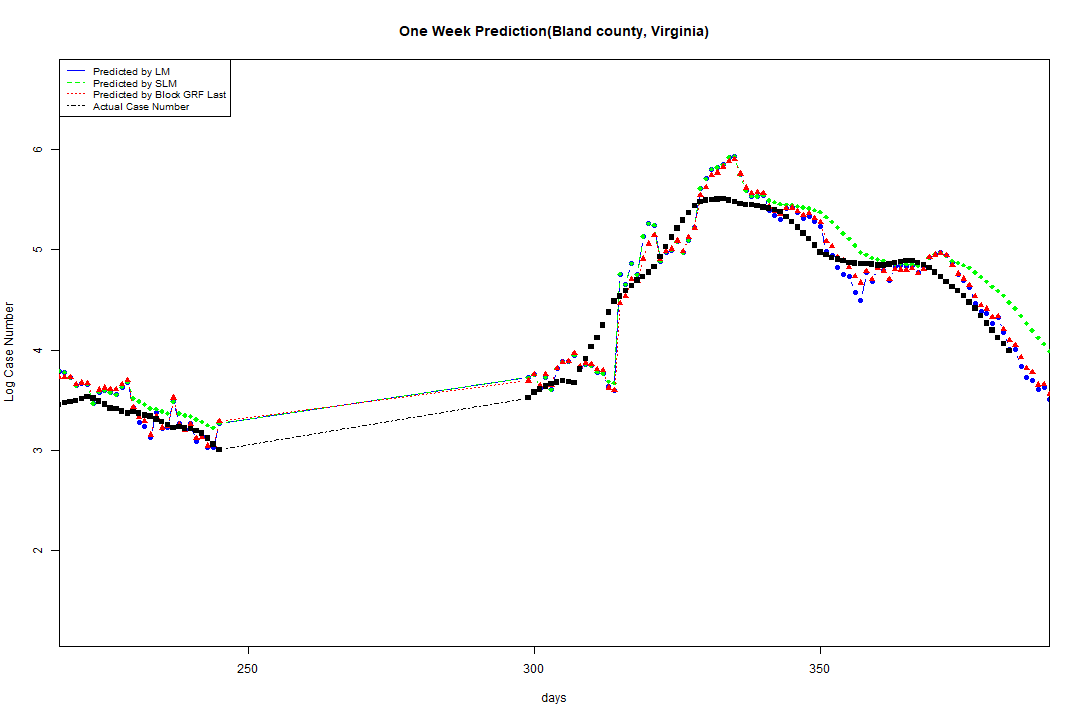 One Week Prediction(Bland county, Virginia)
Predicted by LM
Predicted by SLM
Predicted by Block GRF Last
Actual Case Number
Log Case Number
6
5
4
3
2
250
300
350
days